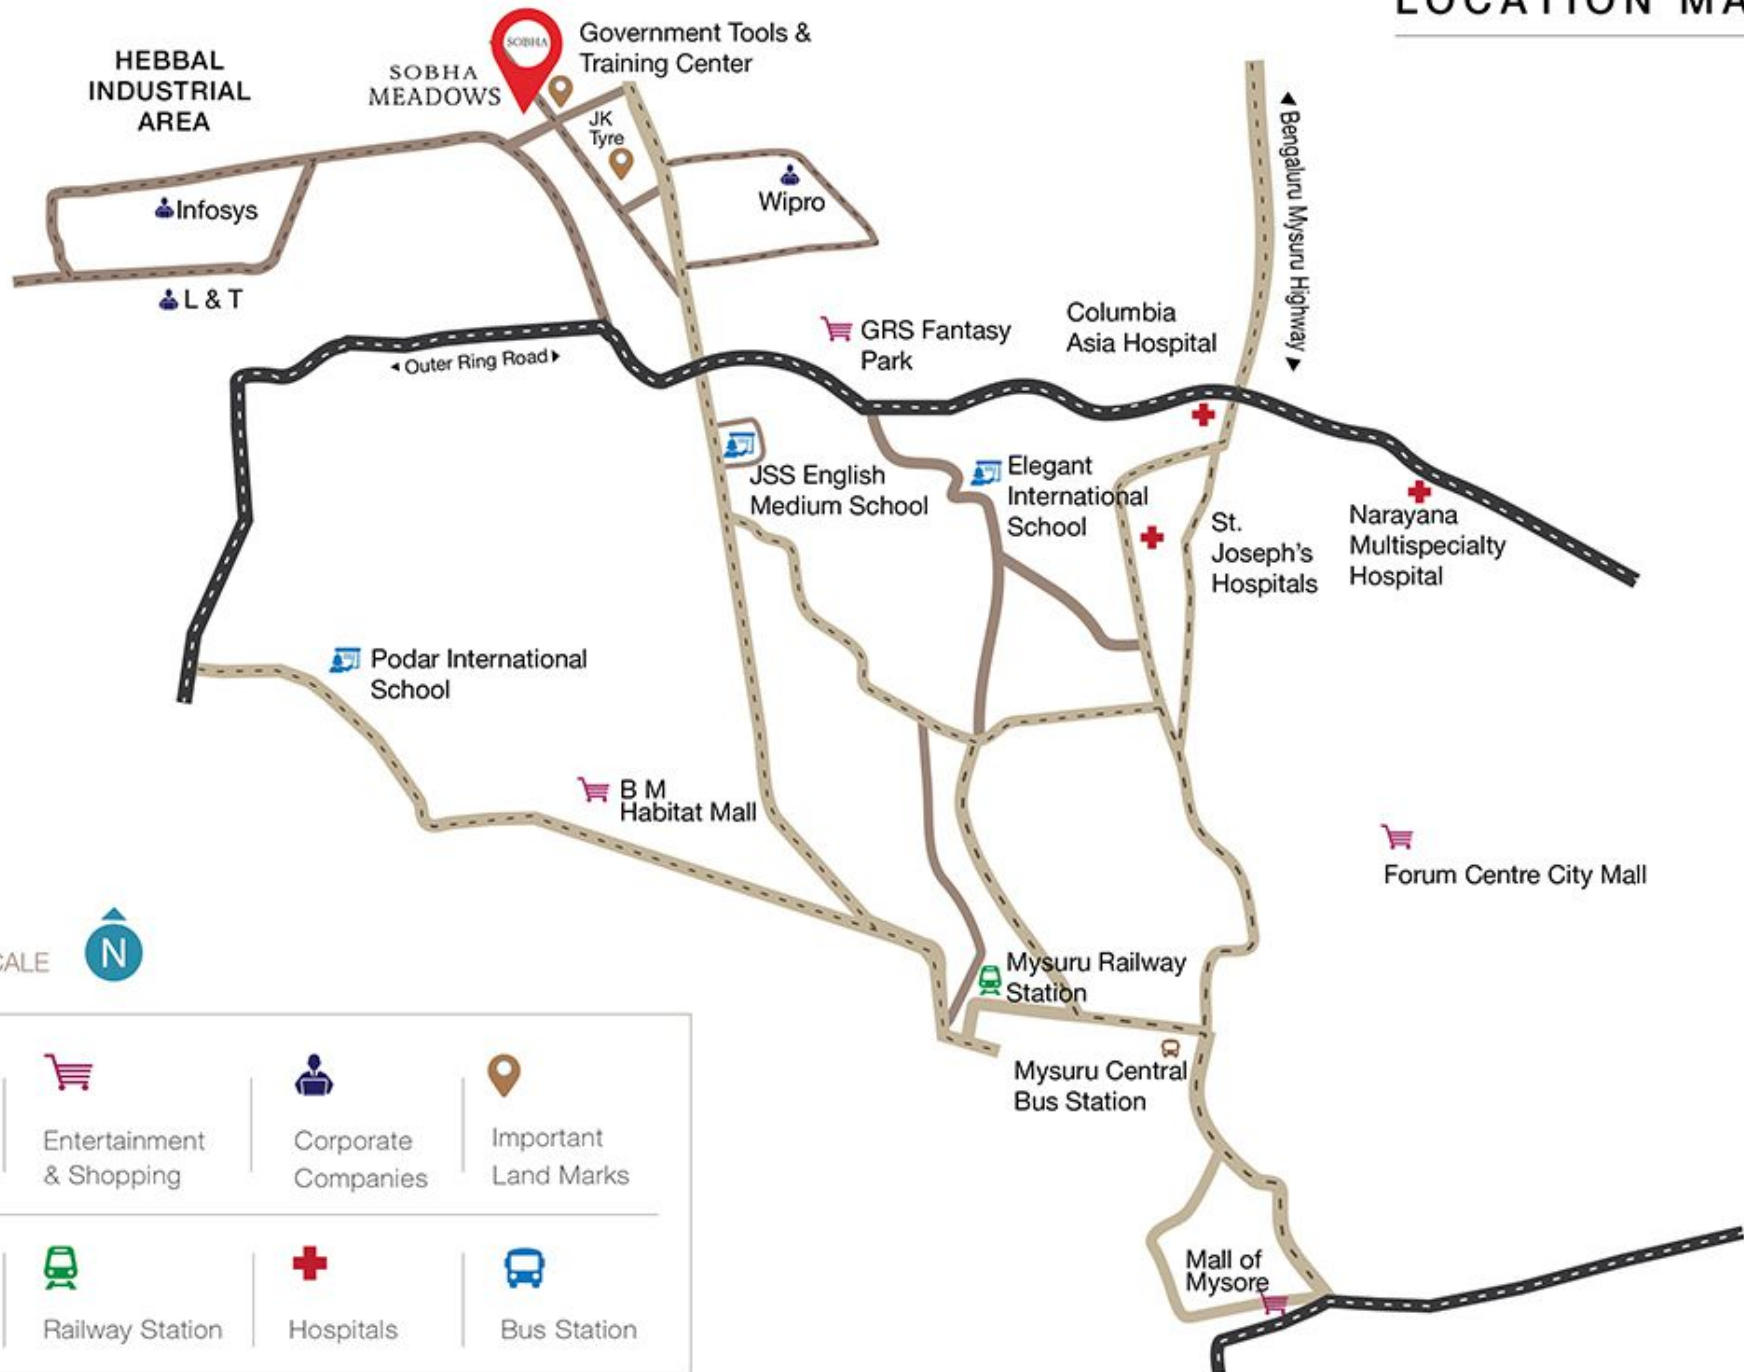 LOCATION MA
HEBBAL
INDUSTRIAL
AREA
SOBHA
MEADOWS
SOBHA
Government Tools &
Training Center
JK
Tyre
Wipro
Infosys
L & T
Bengaluru Mysuru Highway
Outer Ring Road
GRS Fantasy
Park
Columbia
Asia Hospital
JSS English
Medium School
Elegant
International
School
St.
Joseph's
Hospitals
Narayana
Multispecialty
Hospital
Podar International
School
B M
Habitat Mall
Forum Centre City Mall
CALE
N
Mysuru Railway
Station
Mysuru Central
Bus Station
Mall of
Mysore
Entertainment
& Shopping
Corporate
Companies
Important
Land Marks
Railway Station
Hospitals
Bus Station